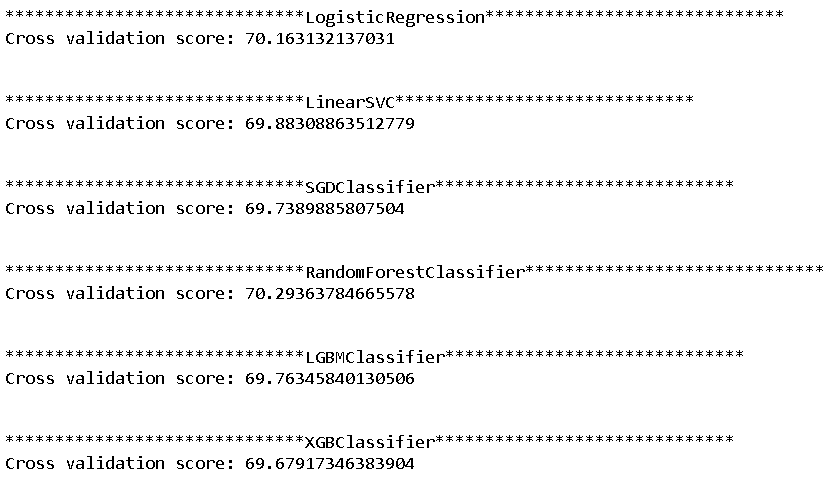 ******************************LogisticRegression******************************
Cross validation score: 70.163132137031
******************************LinearSVC******************************
Cross validation score: 69.88308863512779
******************************SGDClassifier******************************
Cross validation score: 69.7389885807504
******************************RandomForestClassifier******************************
Cross validation score: 70.29363784665578
******************************LGBMClassifier******************************
Cross validation score: 69.76345840130506
******************************XGBClassifier******************************
Cross validation score: 69.67917346383904